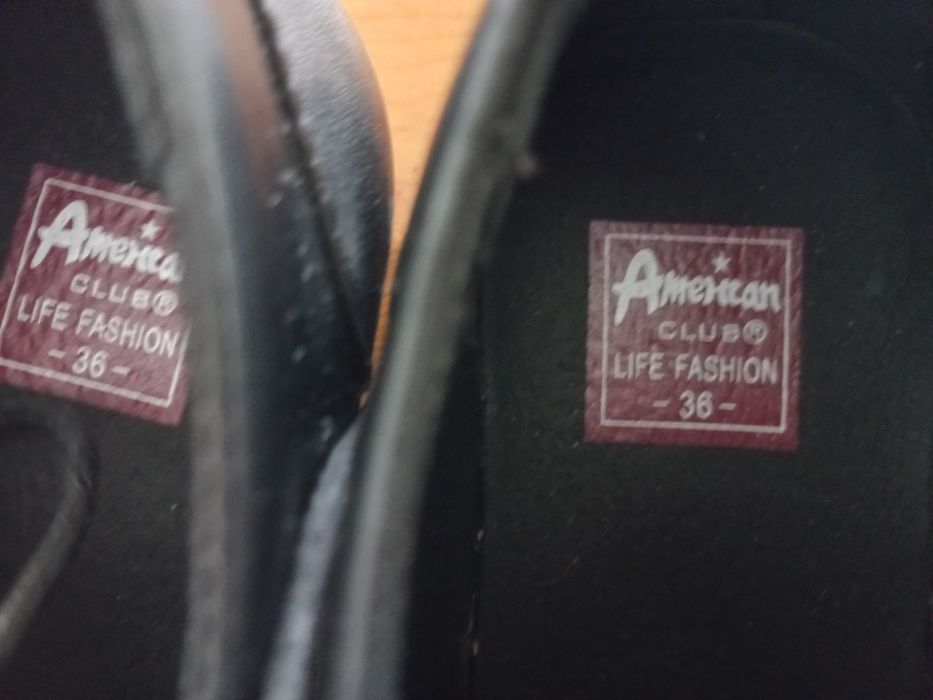 American
CLUB®
LIFE FASHION
- 36 -
American
CLUB®
LIFE FASHION
- 36 -